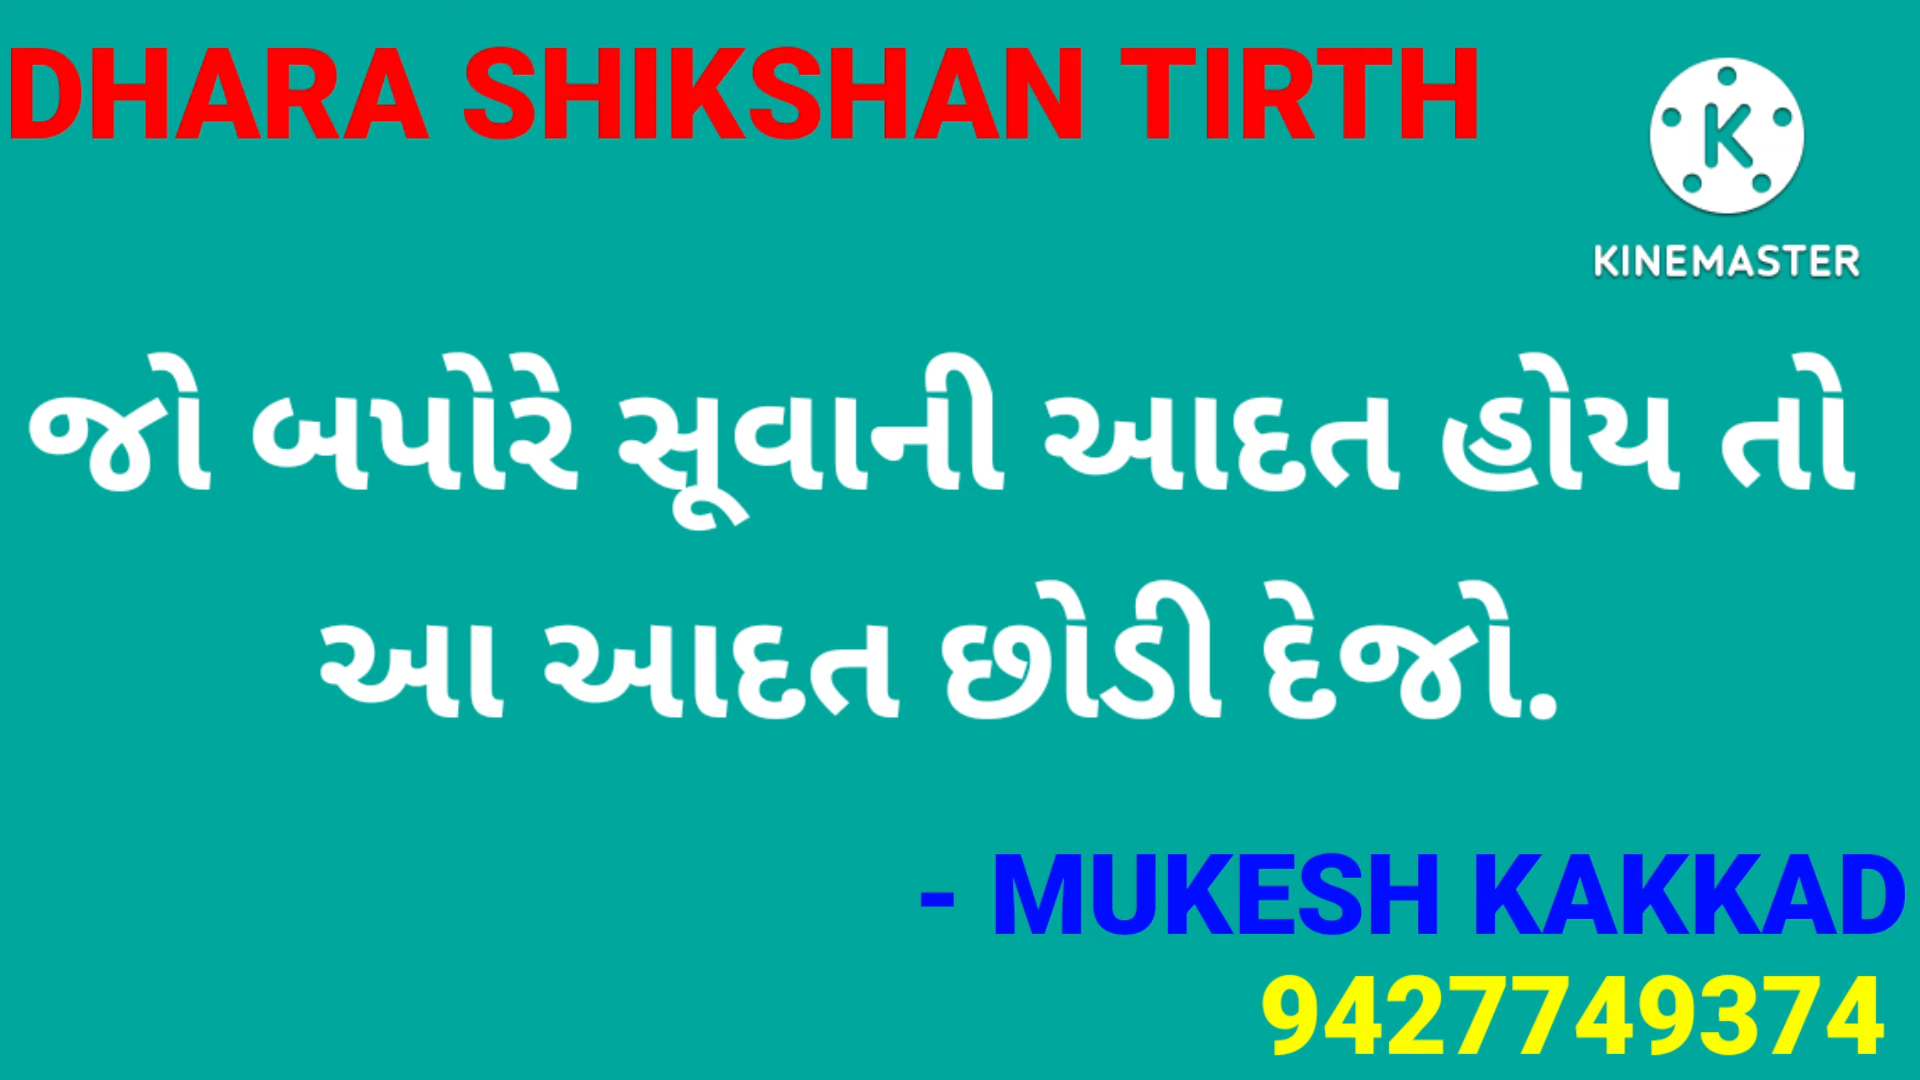 DHARA SHIKSHAN TIRTH
K
KINEMASTER
જો બપોરે સૂવાની આદત હોય તો
આ આદત છોડી દેજો.
- MUKESH KAKKAD
9427749374